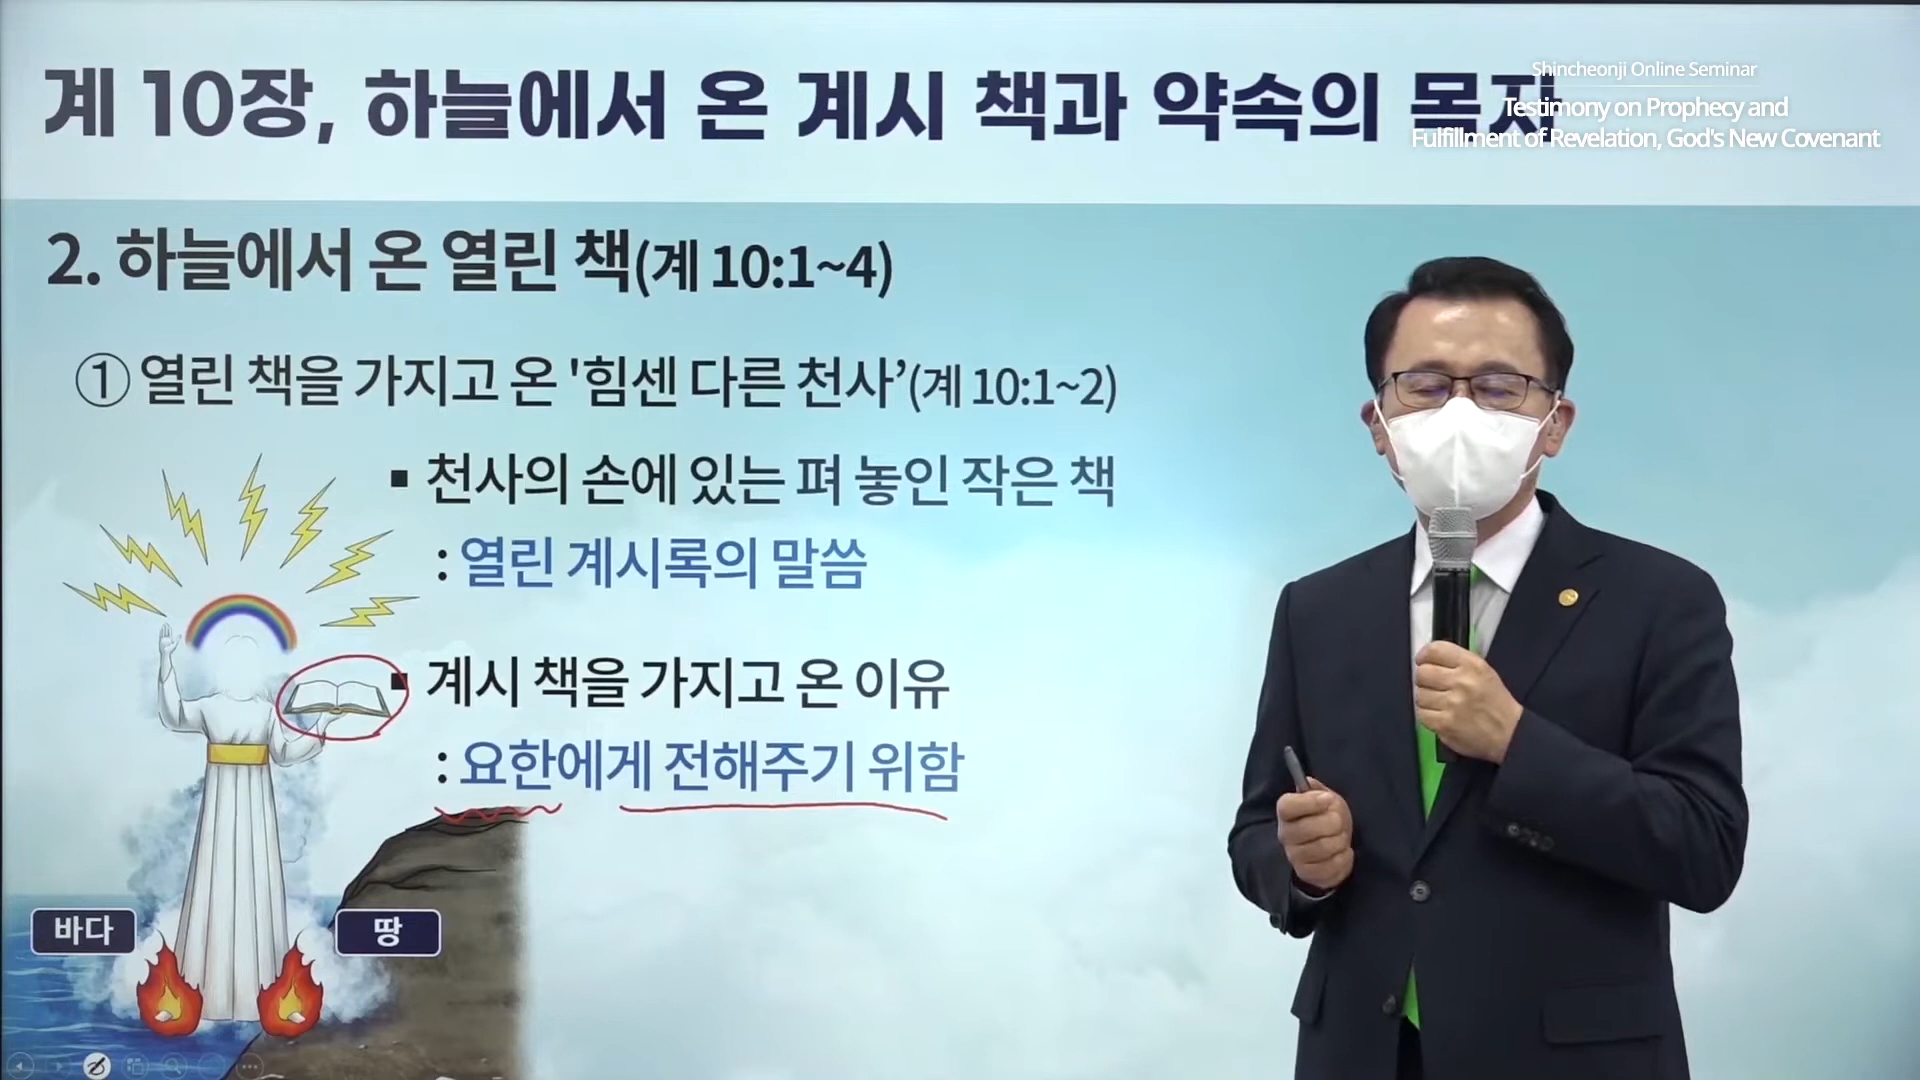 계 10장, 하늘에서 온 계시 책과 약속의 목자
Shincheonji Online Seminar
Testimony on Prophecy and
Fulfillment of Revelation, God's New Covenant
2. 하늘에서 온 열린 책(계 10:1~4)
① 열린 책을 가지고 온 '힘센 다른 천사’(계 10:1~2)
▪ 천사의 손에 있는 펴 놓인 작은 책
: 열린 계시록의 말씀
▪ 계시 책을 가지고 온 이유
: 요한에게 전해주기 위함
바다
땅